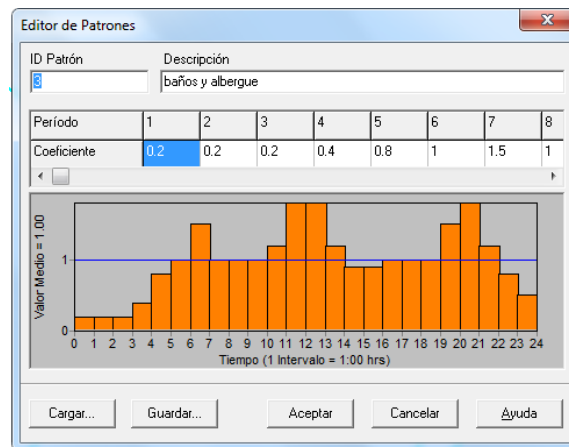 Editor de Patrones
x
ID Patrón Descripción
3 baños y albergue
Período 1 2 3 4 5 6 7 8
Coeficiente 0.2 0.2 0.2 0.4 0.8 1 1.5 1
Valor Medio = 1.00
1
0
0 1 2 3 4 5 6 7 8 9 10 11 12 13 14 15 16 17 18 19 20 21 22 23 24
Tiempo (1 Intervalo = 1:00 hrs)
Cargar... Guardar... Aceptar Cancelar Ayuda